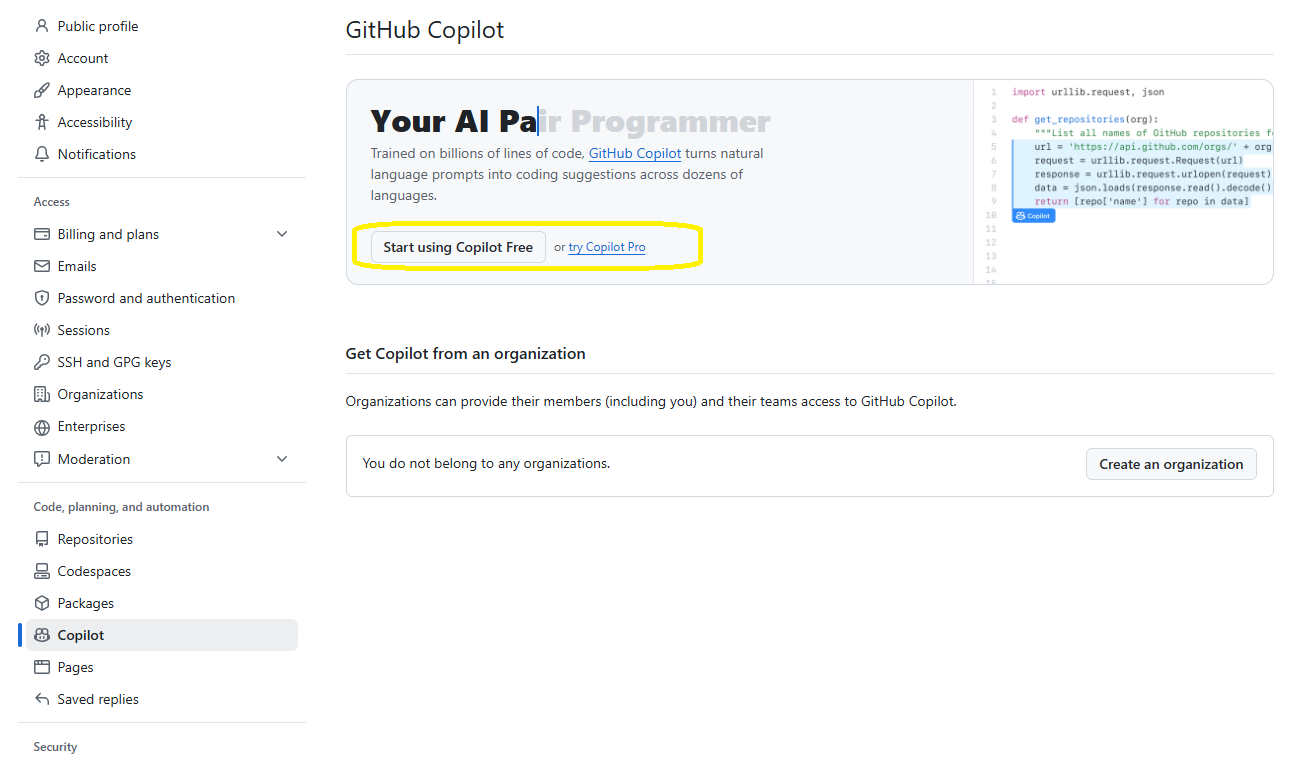 Public profile
Account
Appearance
Accessibility
Notifications
Access
Billing and plans
Emails
Password and authentication
Sessions
SSH and GPG keys
Organizations
Enterprises
Moderation
Code, planning, and automation
Repositories
Codespaces
Packages
Copilot
Pages
Saved replies
Security
GitHub Copilot
Your AI Pair Programmer
Trained on billions of lines of code, GitHub Copilot turns natural
language prompts into coding suggestions across dozens of
languages.
Start using Copilot Free or try Copilot Pro
1 import urllib.request, json
2
3 def get_repositories(org):
4 """List all names of GitHub repositories fo
5 url = 'https://api.github.com/orgs/' + org
6 request = urllib.request.Request(url)
7 response = urllib.request.urlopen(request)
8 data = json.loads(response.read().decode()
9 return [repo['name'] for repo in data]
10 Copilot
11
12
13
14
15
Get Copilot from an organization
Organizations can provide their members (including you) and their teams access to GitHub Copilot.
You do not belong to any organizations.
Create an organization